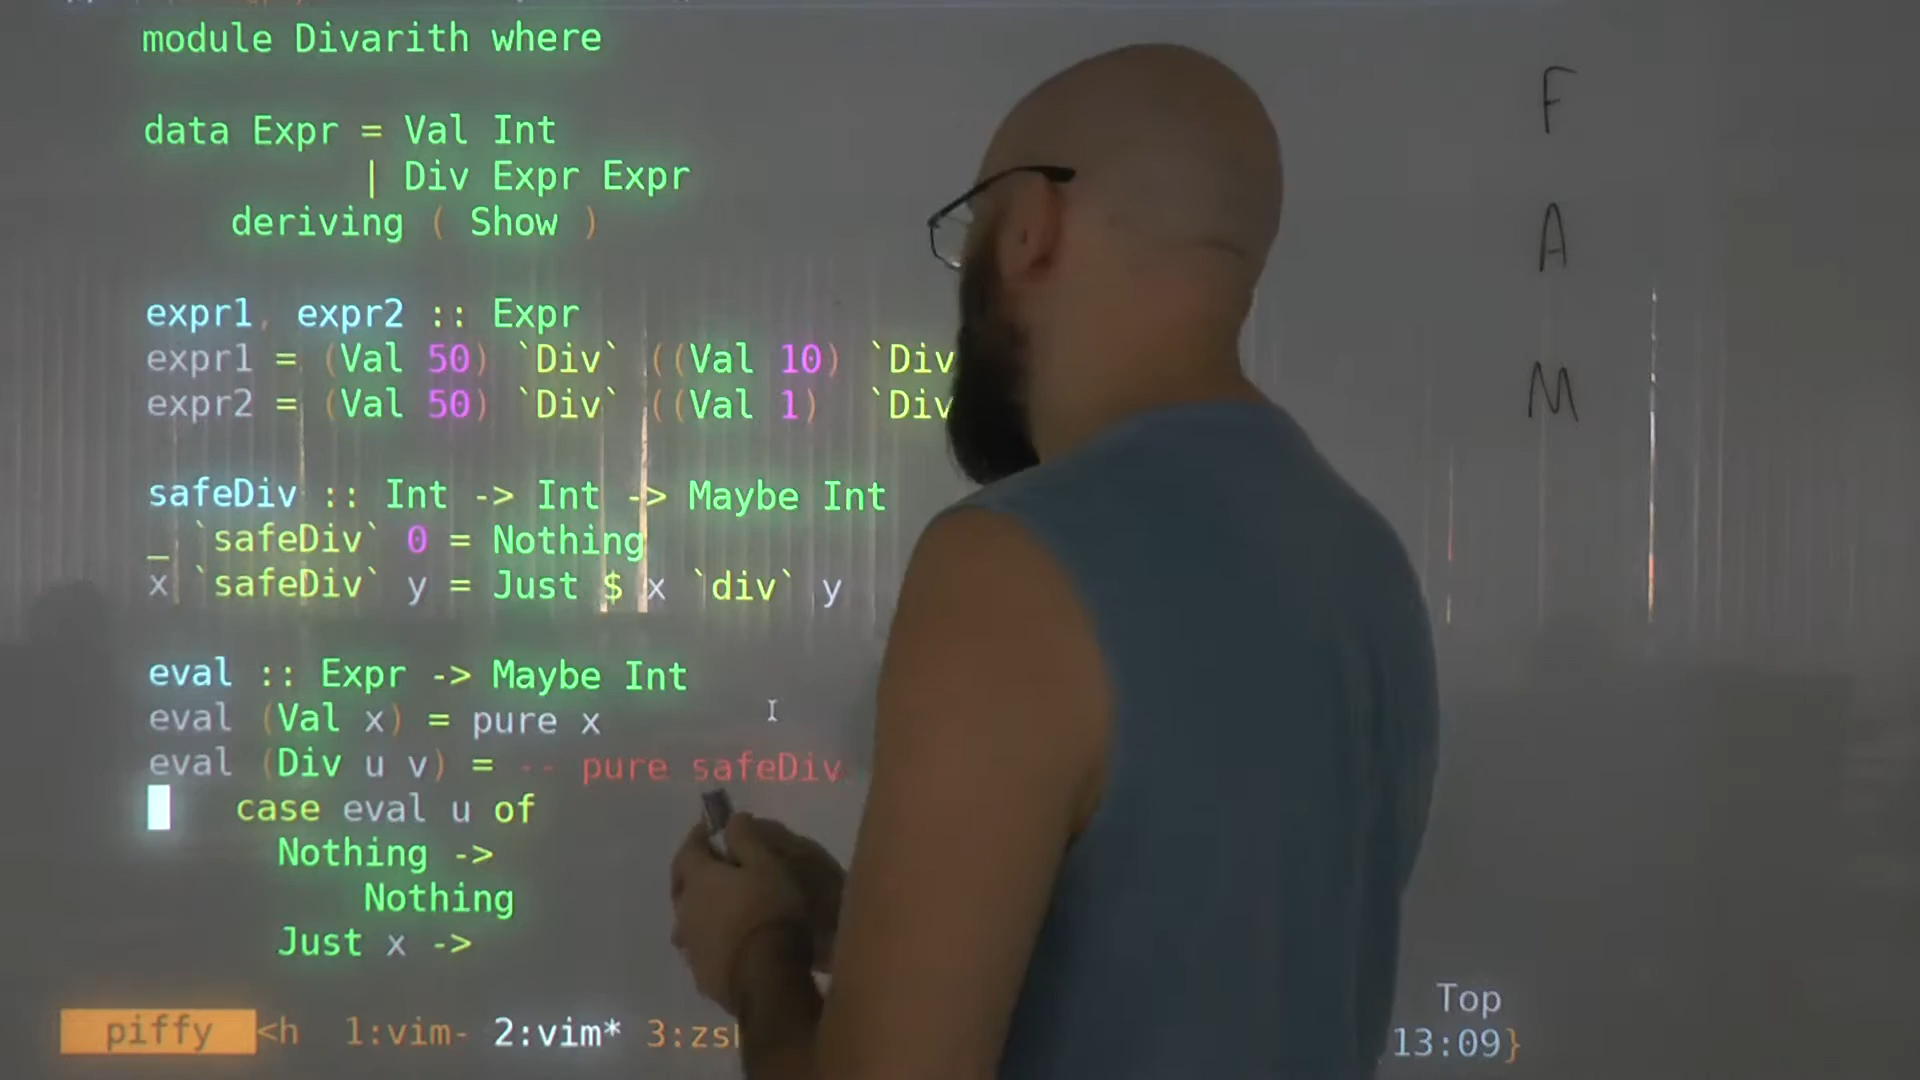 module Divarith where
data Expr = Val Int
| Div Expr Expr
deriving ( Show )
expr1, expr2 :: Expr
expr1 = (Val 50) `Div` ((Val 10) `Div
expr2 = (Val 50) `Div` ((Val 1) `Div
safeDiv :: Int -> Int -> Maybe Int
_ `safeDiv` 0 = Nothing
x `safeDiv` y = Just $ x `div` y
eval :: Expr -> Maybe Int
eval (Val x) = pure x
eval (Div u v) = -- pure safeDiv
case eval u of
Nothing ->
Nothing
Just x ->
Top
piffy <h 1:vim- 2:vim* 3:zsh 13:09}
F
A
M